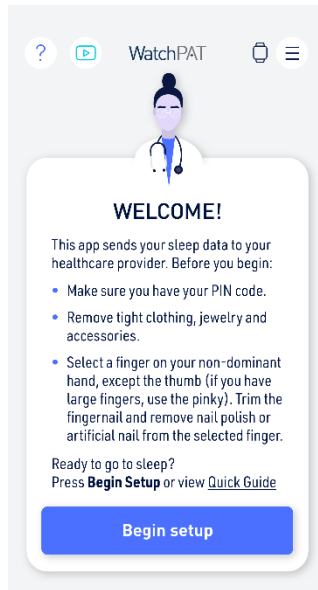 ?
WatchPAT
WELCOME!
This app sends your sleep data to your
healthcare provider. Before you begin:
• Make sure you have your PIN code.
• Remove tight clothing, jewelry and
accessories.
• Select a finger on your non-dominant
hand, except the thumb (if you have
large fingers, use the pinky). Trim the
fingernail and remove nail polish or
artificial nail from the selected finger.
Ready to go to sleep?
Press Begin Setup or view Quick Guide
Begin setup